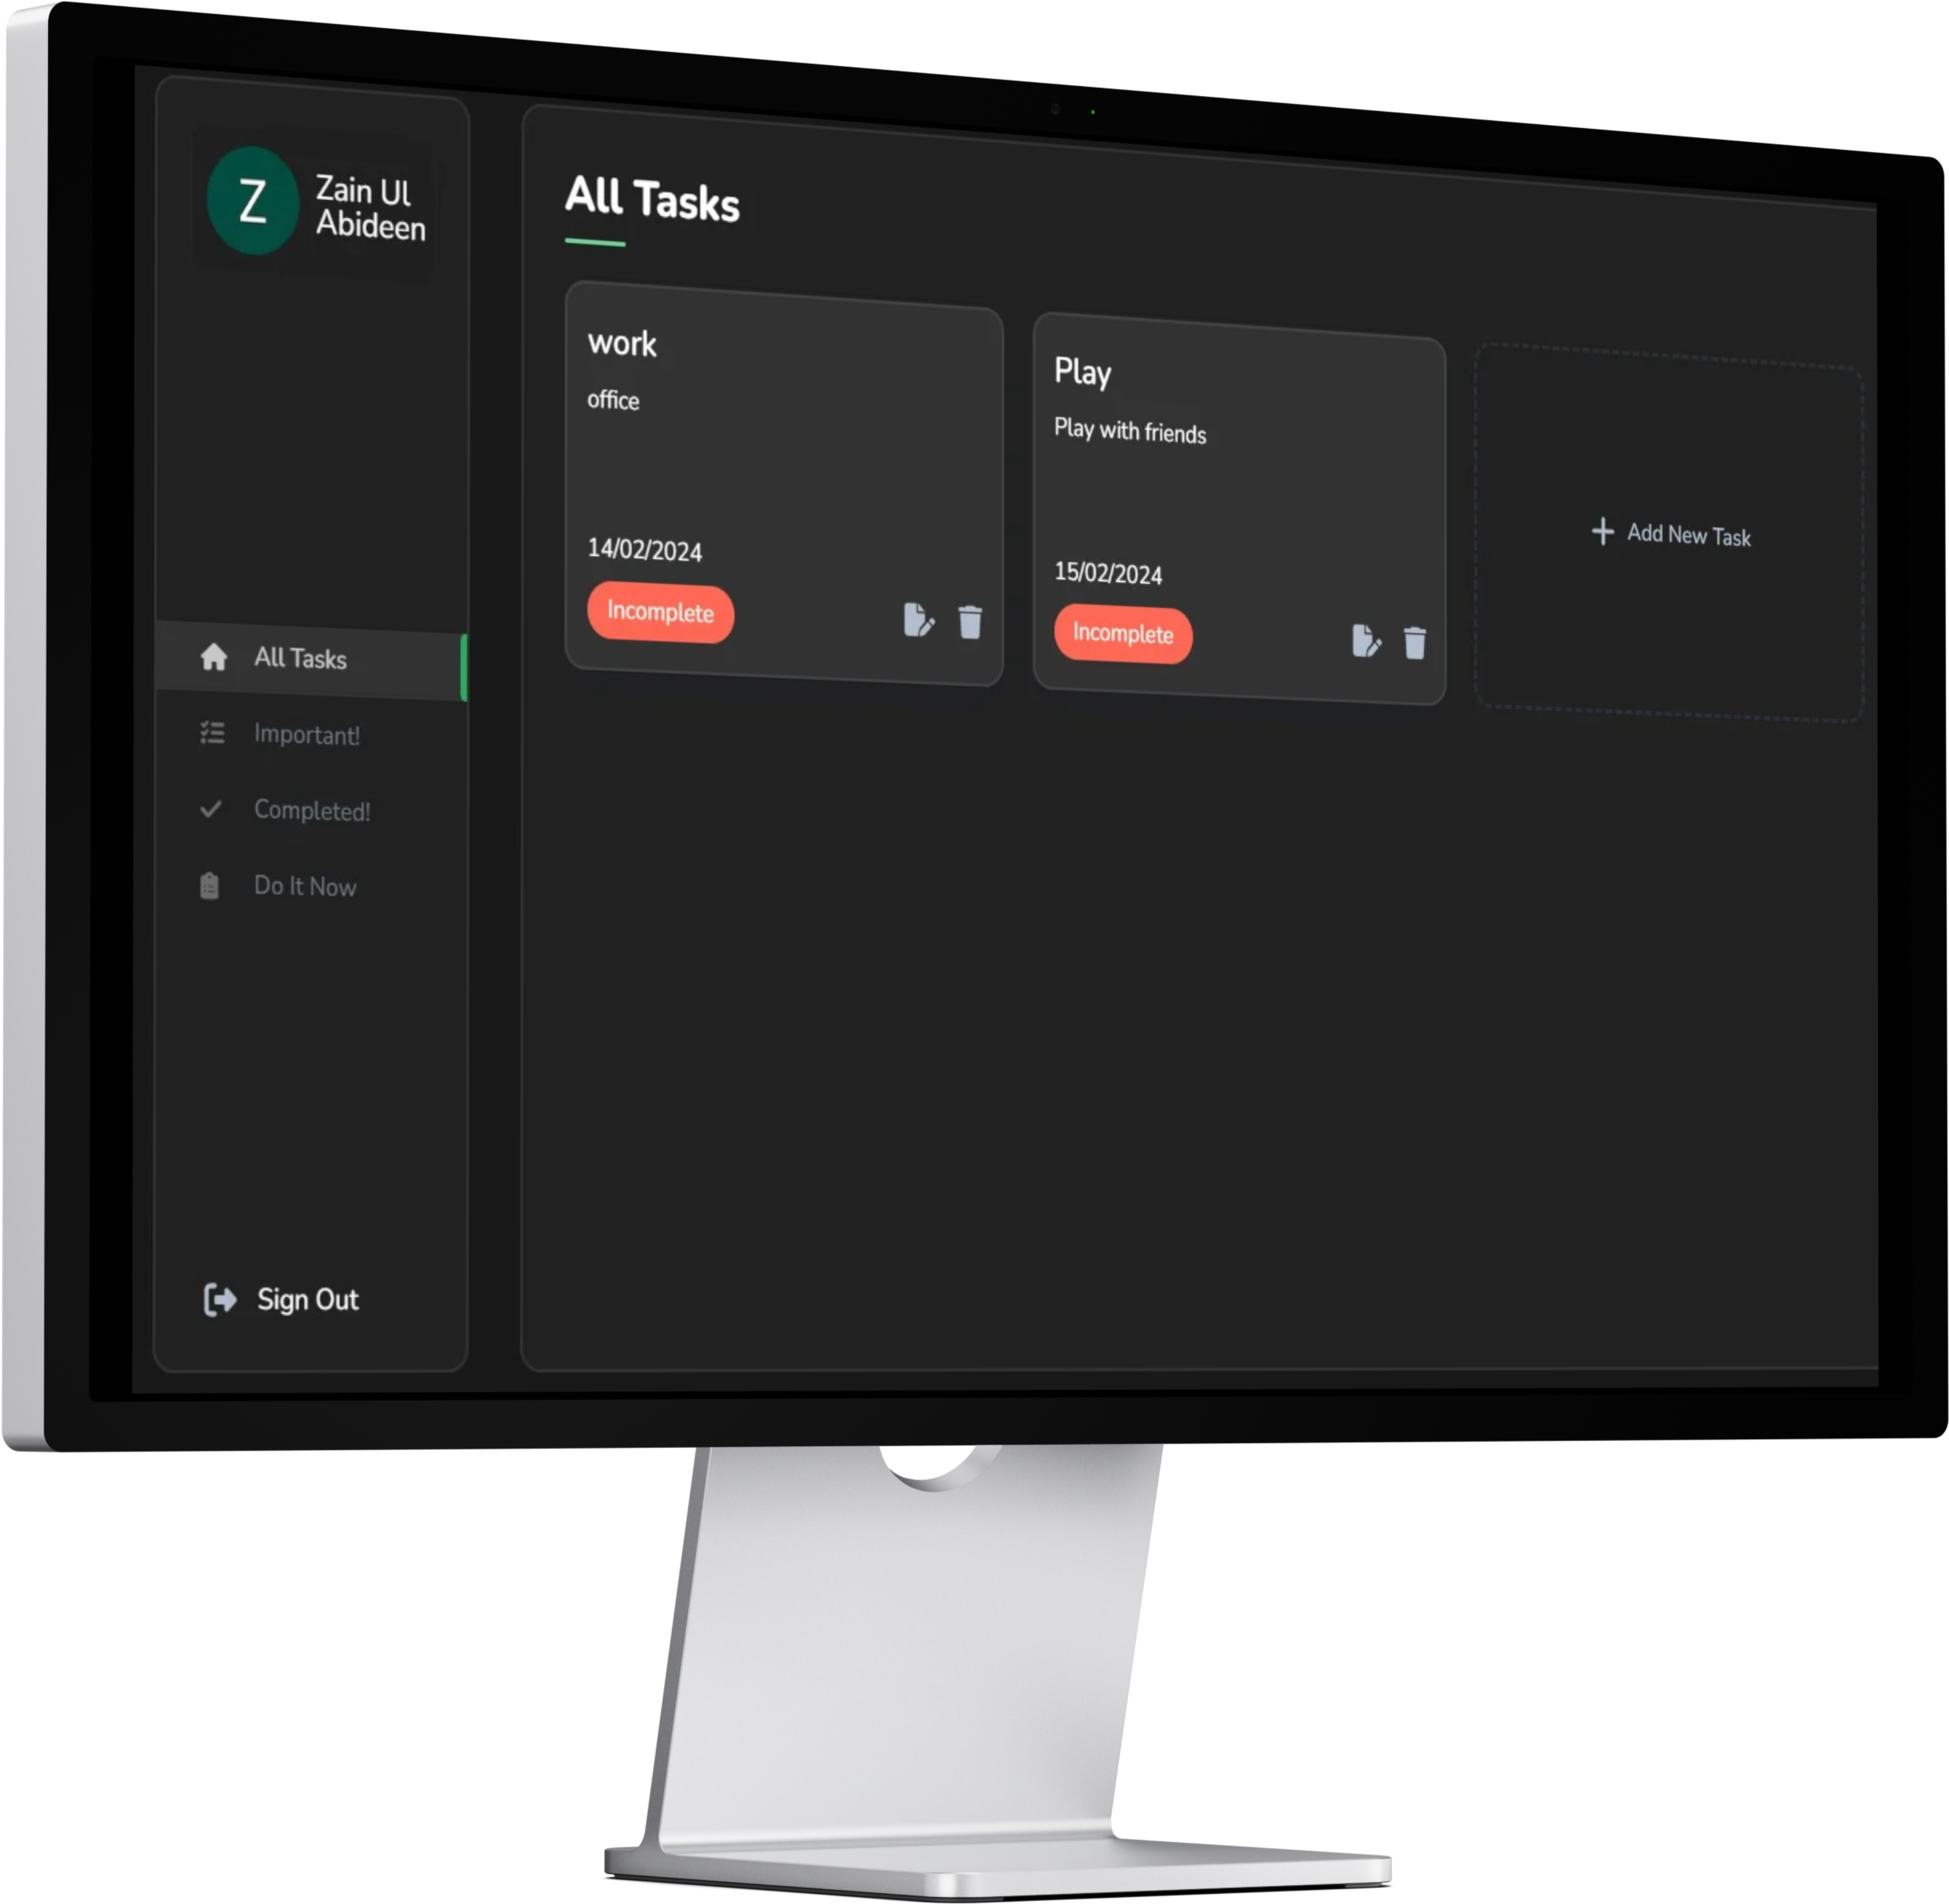 Z
Zain Ul
Abideen
All Tasks
Important!
Completed!
Do It Now
Sign Out
All Tasks
work
office
14/02/2024
Incomplete
Play
Play with friends
15/02/2024
Incomplete
Add New Task